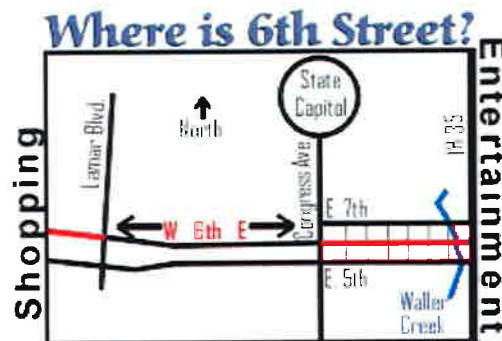 Where is 6th Street?
Shopping
Lamar Blvd.
North
State
Capitol
Congress Ave
IH 35
Entertainment
E. 7th
W 6th E
E. 5th
Waller
Creek